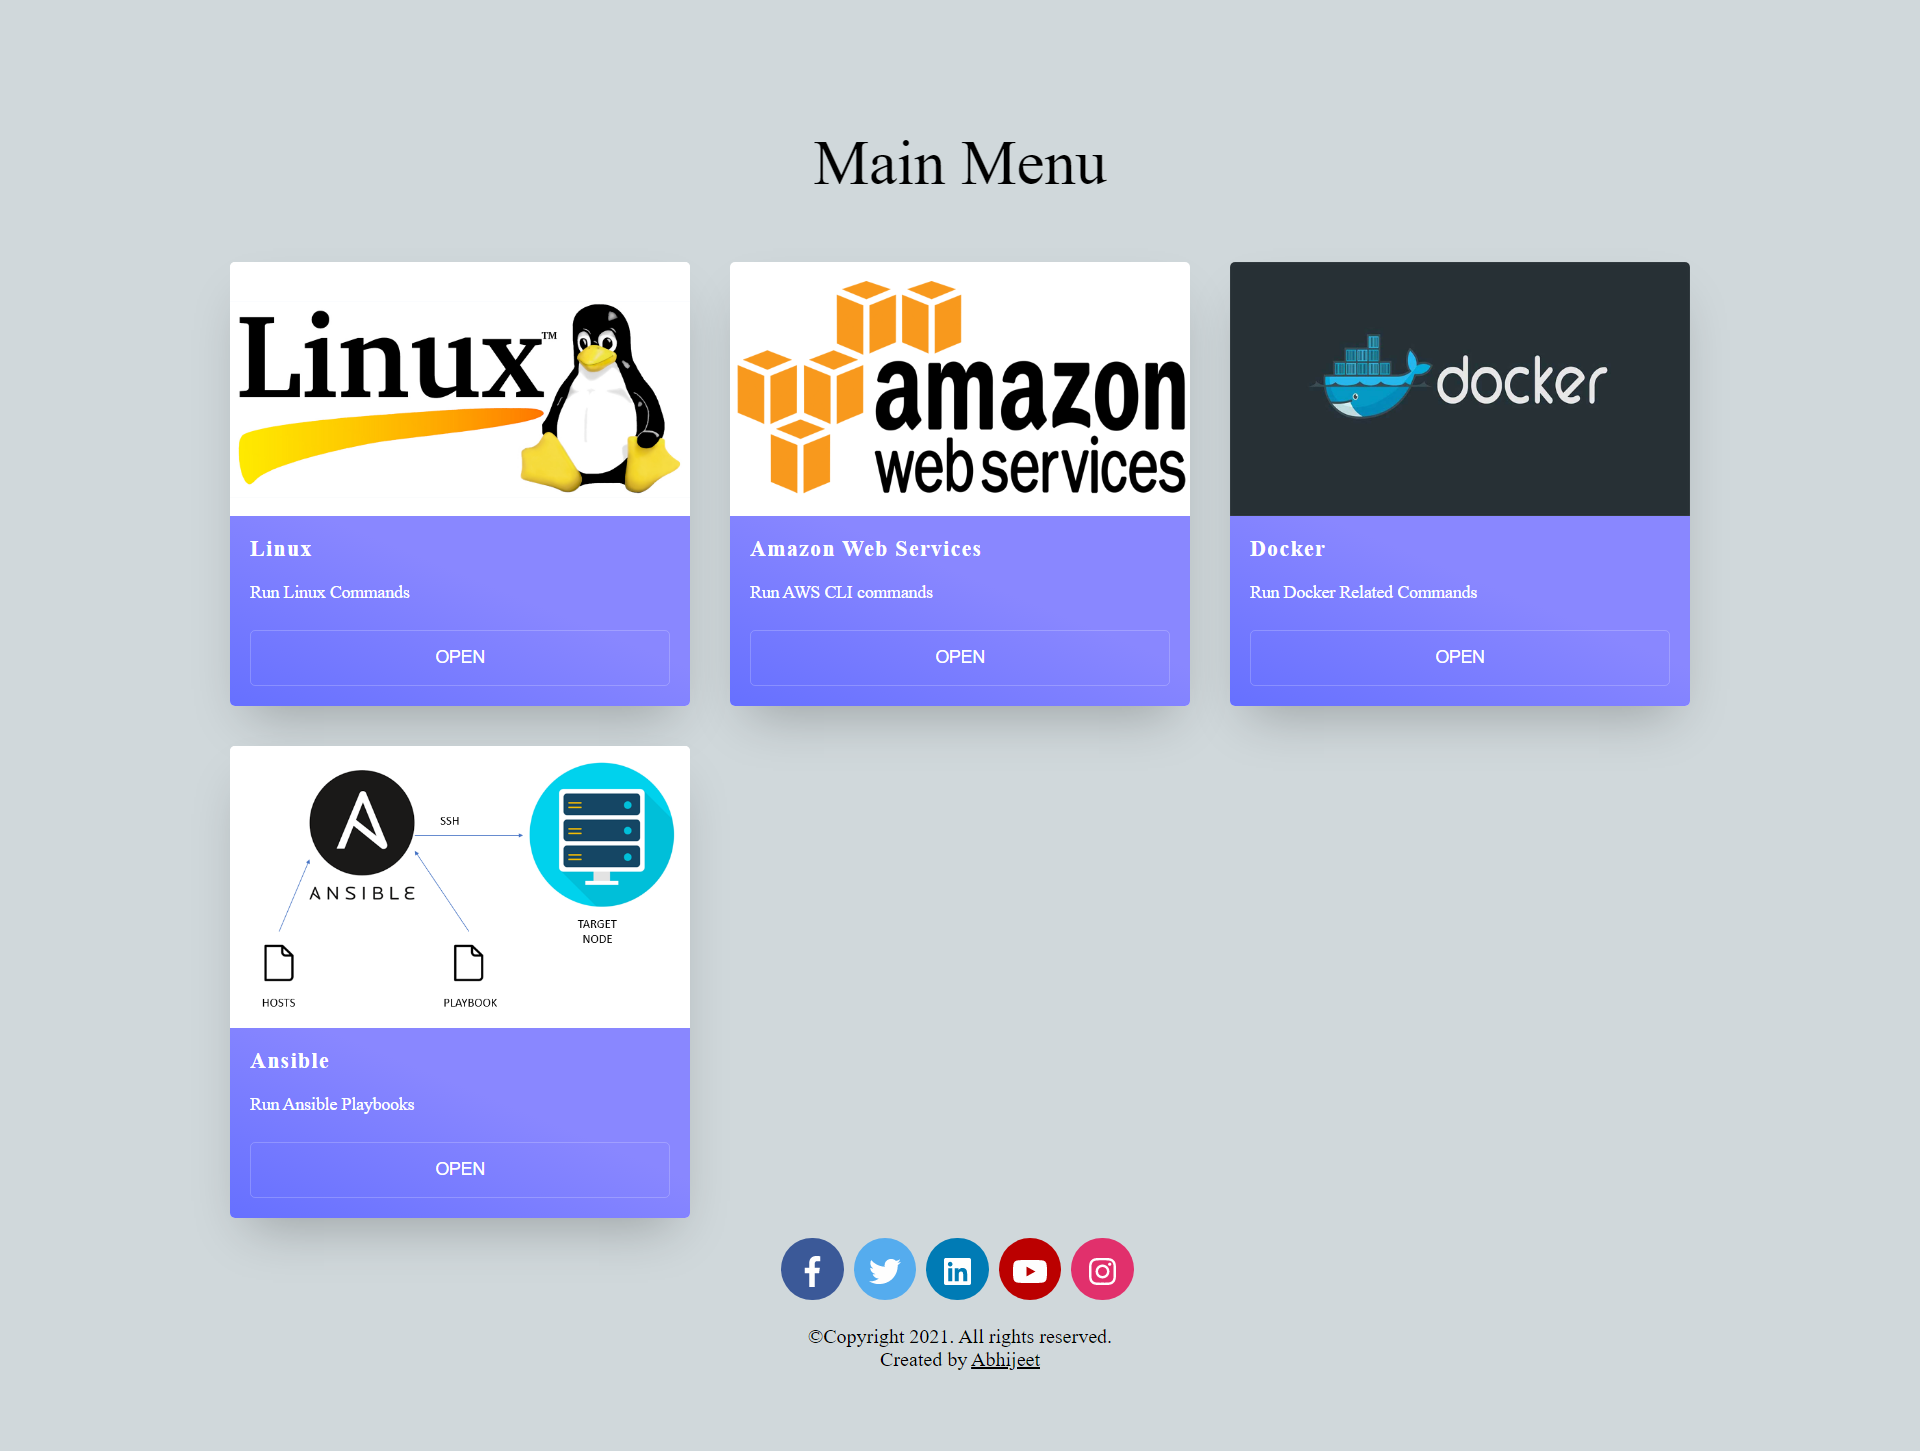 Main Menu
Linux™
amazon
web services
docker
Linux
Run Linux Commands
OPEN
Amazon Web Services
Run AWS CLI commands
OPEN
Docker
Run Docker Related Commands
OPEN
SSH
ANSIBLE
TARGET
NODE
HOSTS
PLAYBOOK
Ansible
Run Ansible Playbooks
OPEN
©Copyright 2021. All rights reserved.
Created by Abhijeet